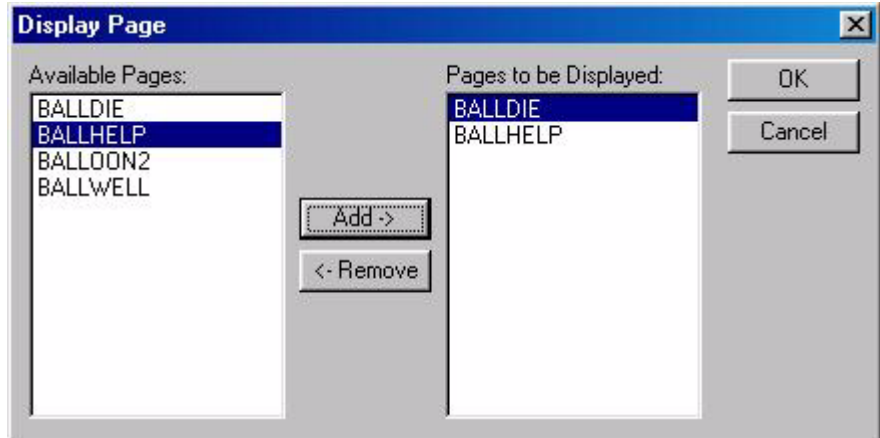 Display Page
Available Pages:
BALLDIE
BALLHELP
BALLOON2
BALLWELL
Add ->
<- Remove
Pages to be Displayed:
BALLDIE
BALLHELP
OK
Cancel